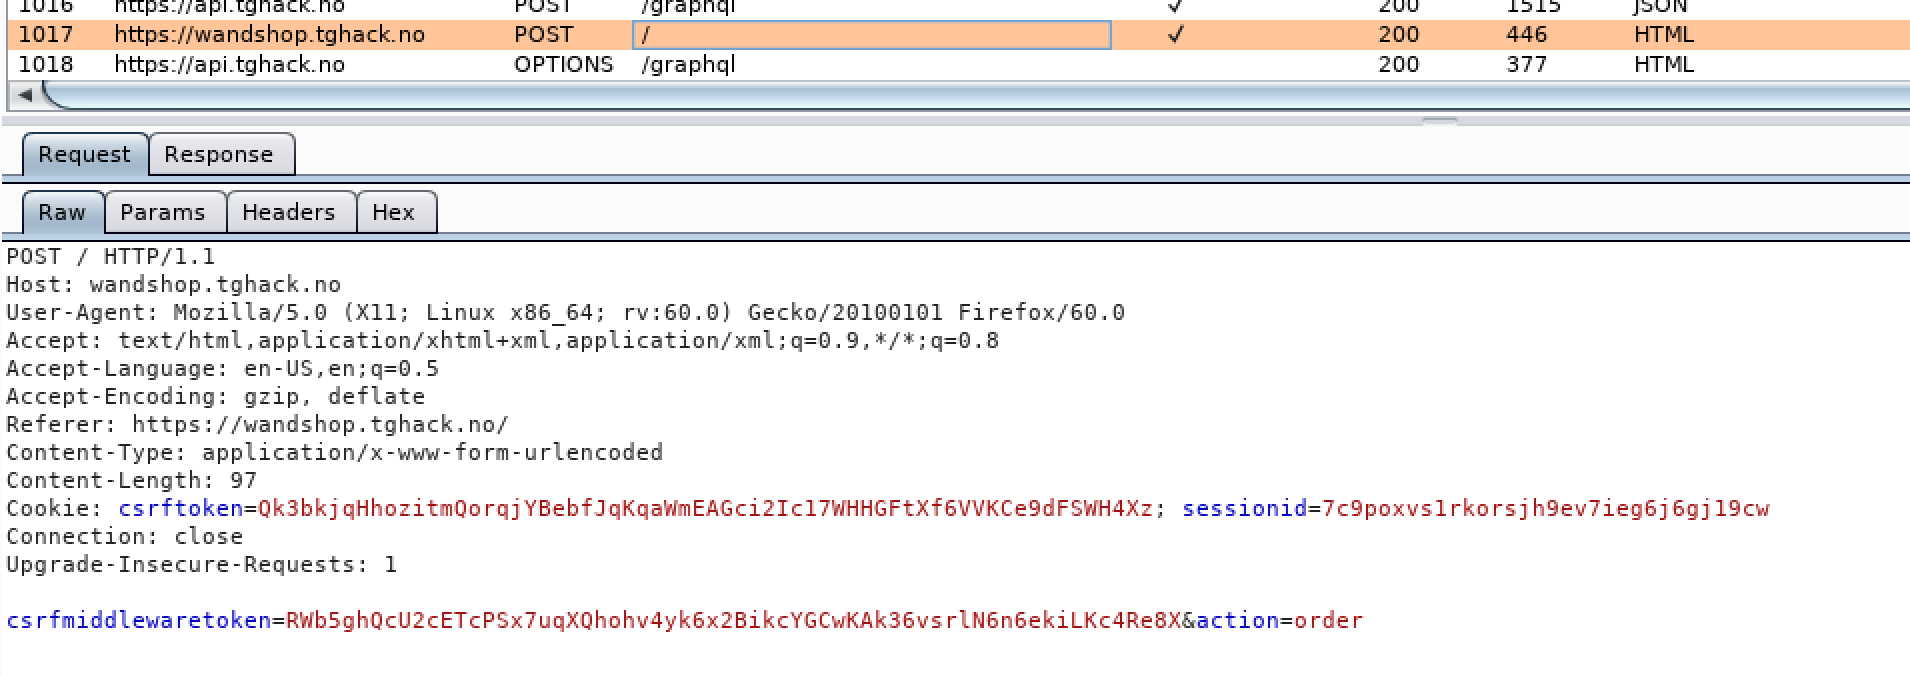 1016 https://api.tghack.no POST /graphql ✓ 200 1515 JSON
1017 https://wandshop.tghack.no POST / ✓ 200 446 HTML
1018 https://api.tghack.no OPTIONS /graphql 200 377 HTML
Request Response
Raw Params Headers Hex
POST / HTTP/1.1
Host: wandshop.tghack.no
User-Agent: Mozilla/5.0 (X11; Linux x86_64; rv:60.0) Gecko/20100101 Firefox/60.0
Accept: text/html,application/xhtml+xml,application/xml;q=0.9,*/*;q=0.8
Accept-Language: en-US,en;q=0.5
Accept-Encoding: gzip, deflate
Referer: https://wandshop.tghack.no/
Content-Type: application/x-www-form-urlencoded
Content-Length: 97
Cookie: csrftoken=Qk3bkjqHhozitmQorqjYBebfJqKqaWmEAGci2Icl7WHHGFtXf6VVKCe9dFSWH4Xz; sessionid=7c9poxvs1rkorsjh9ev7ieg6j6gj19cw
Connection: close
Upgrade-Insecure-Requests: 1
csrfmiddlewaretoken=RWb5ghQcU2cETcPSx7uqXQhohv4yk6x2BikcYGCwKAk36vsrlN6n6ekiLKc4Re8X&action=order